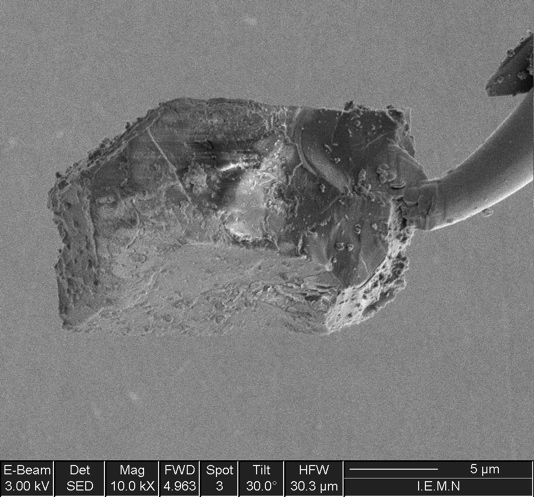 E-Beam Det Mag FWD Spot Tilt HFW 5 µm
3.00 kV SED 10.0 kX 4.963 3 30.0° 30.3 µm I.E.M.N